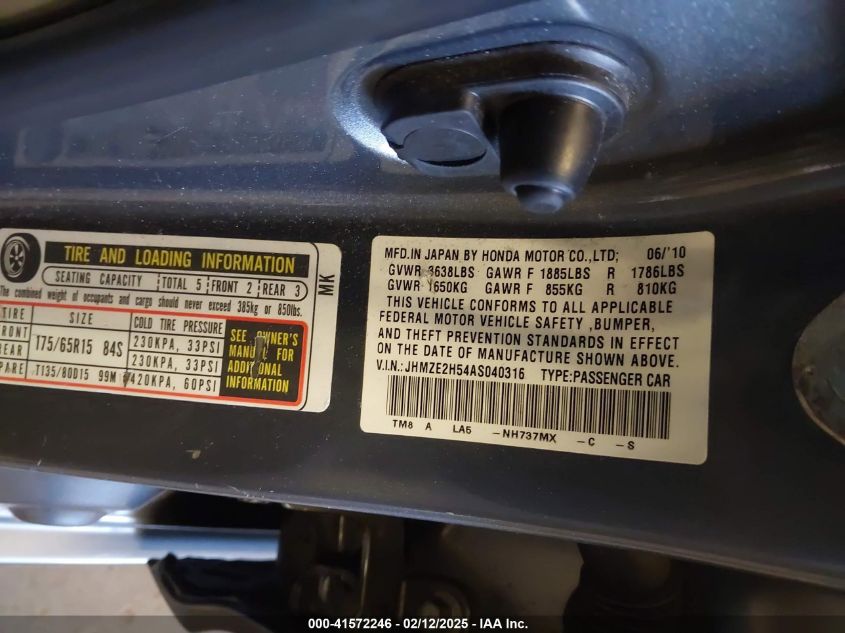 TIRE AND LOADING INFORMATION
SEATING CAPACITY TOTAL 5 FRONT 2 REAR 3
The combined weight of occupants and cargo should never exceed 385kg or 850lbs.
TIRE SIZE COLD TIRE PRESSURE
FRONT 175/65R15 84S 230KPA, 33PSI
REAR 230KPA, 33PSI
SPARE T135/80D15 99M 420KPA, 60PSI
SEE OWNER'S
MANUAL FOR
ADDITIONAL
INFORMATION
MK
MFD.IN JAPAN BY HONDA MOTOR CO.,LTD; 06/'10
GVWR 3638LBS GAWR F 1885LBS R 1786LBS
GVWR 1650KG GAWR F 855KG R 810KG
THIS VEHICLE CONFORMS TO ALL APPLICABLE
FEDERAL MOTOR VEHICLE SAFETY ,BUMPER,
AND THEFT PREVENTION STANDARDS IN EFFECT
ON THE DATE OF MANUFACTURE SHOWN ABOVE.
V.I.N.: JHMZE2H54AS040316 TYPE:PASSENGER CAR
TM8 A LA5 -NH737MX -C -S
000-41572246 - 02/12/2025 - IAA Inc.